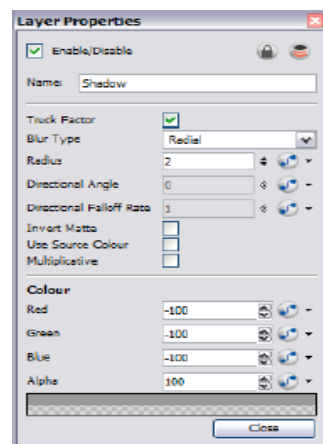 Layer Properties
Enable/Disable
Name: Shadow
Truck Factor
Blur Type Radial
Radius 2
Directional Angle 0
Directional Falloff Rate 1
Invert Matte
Use Source Colour
Multiplicative
Colour
Red -100
Green -100
Blue -100
Alpha 100
Close